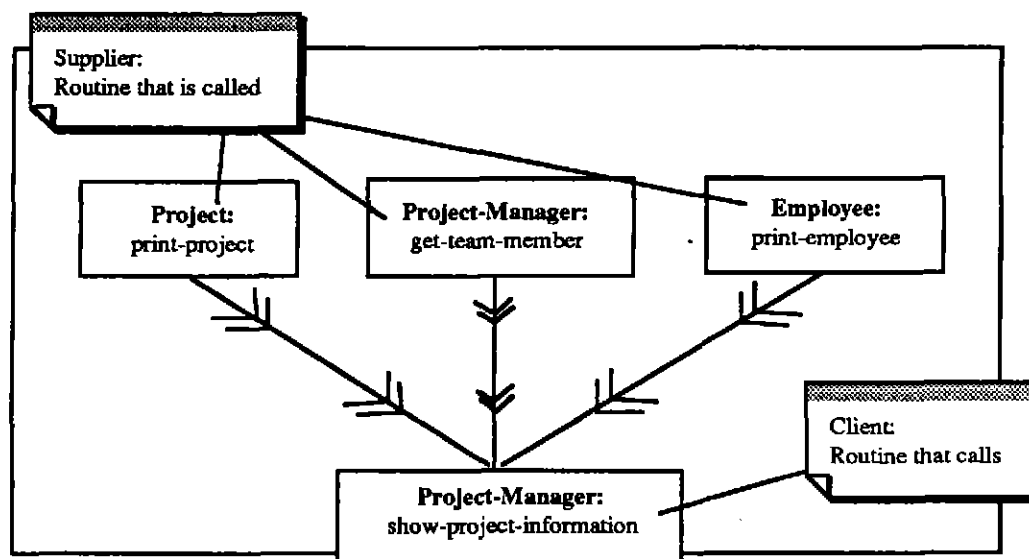 Supplier:
Routine that is called
Project:
print-project
Project-Manager:
get-team-member
Employee:
print-employee
Client:
Routine that calls
Project-Manager:
show-project-information